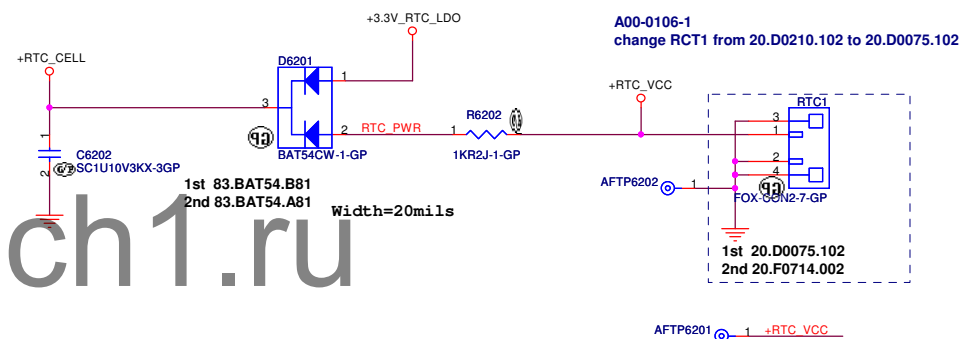 A00-0106-1
change RCT1 from 20.D0210.102 to 20.D0075.102
+3.3V_RTC_LDO
+RTC_CELL
D6201
1
3
2
RTC_PWR
BAT54CW-1-GP
GP
1st 83.BAT54.B81
2nd 83.BAT54.A81
Width=20mils
1
2
C6202
SC1U10V3KX-3GP
R6202
1
1KR2J-1-GP
+RTC_VCC
RTC1
3
1
2
4
GP
FOX-CON2-7-GP
AFTP6202
1
1st 20.D0075.102
2nd 20.F0714.002
AFTP6201
1
+RTC_VCC
ch1.ru